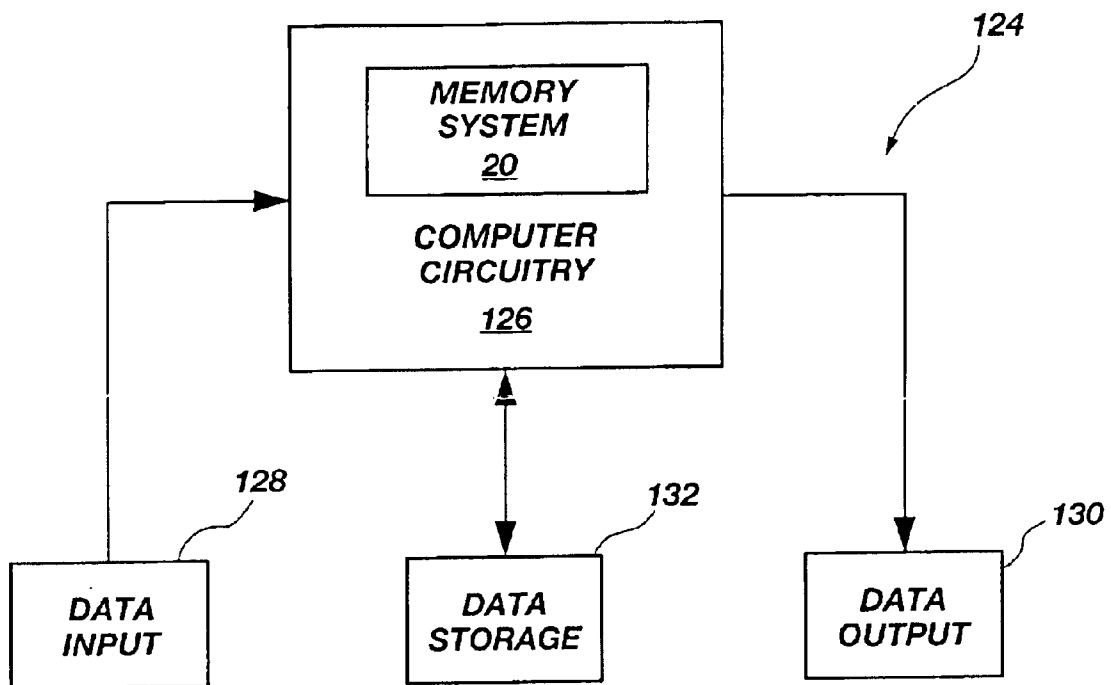 124
MEMORY
SYSTEM
20
COMPUTER
CIRCUITRY
126
128
132
130
DATA
INPUT
DATA
STORAGE
DATA
OUTPUT